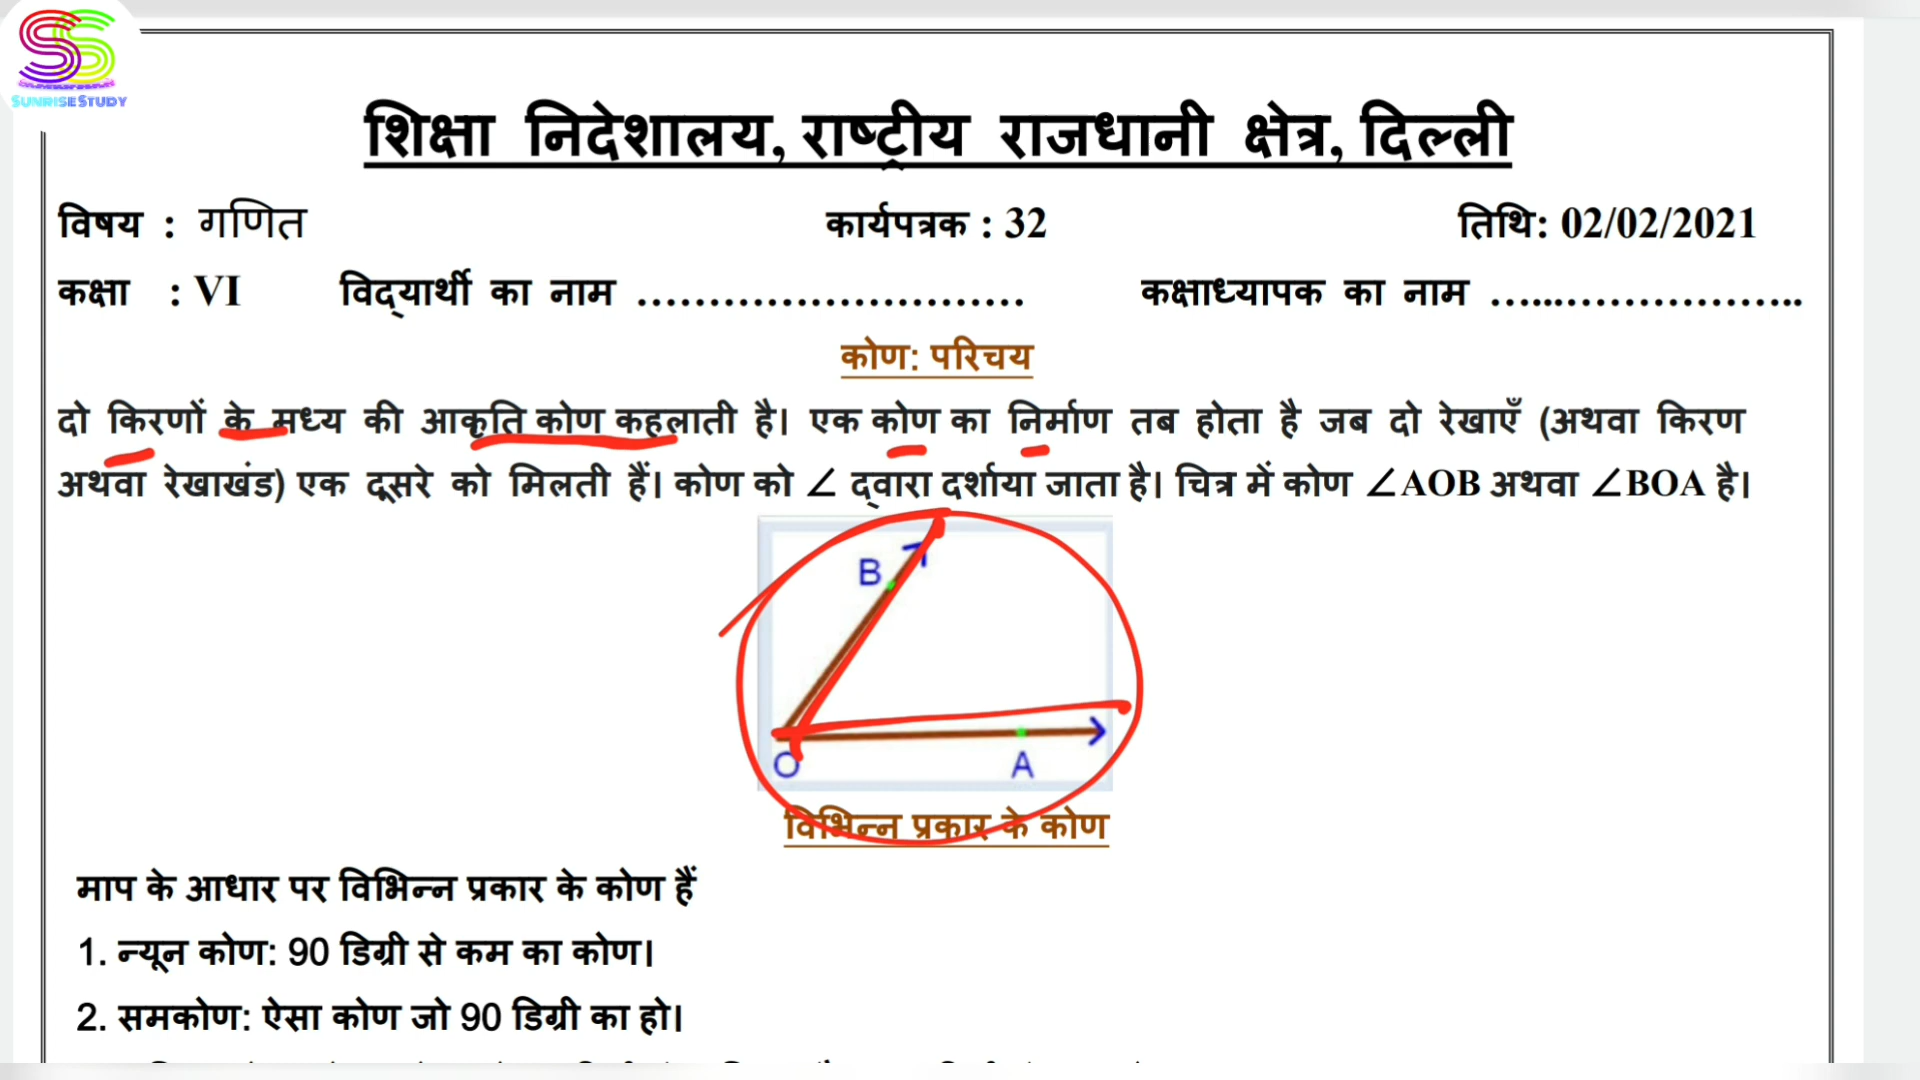 SUNRISE STUDY
शिक्षा निदेशालय, राष्ट्रीय राजधानी क्षेत्र, दिल्ली
विषय : गणित कार्यपत्रक : 32 तिथि: 02/02/2021
कक्षा : VI विद्यार्थी का नाम ........................... कक्षाध्यापक का नाम ......................
कोण: परिचय
दो किरणों के मध्य की आकृति कोण कहलाती है। एक कोण का निर्माण तब होता है जब दो रेखाएँ (अथवा किरण
अथवा रेखाखंड) एक दूसरे को मिलती हैं। कोण को ∠ द्वारा दर्शाया जाता है। चित्र में कोण ∠AOB अथवा ∠BOA है।
B
O A
विभिन्न प्रकार के कोण
माप के आधार पर विभिन्न प्रकार के कोण हैं
1. न्यून कोण: 90 डिग्री से कम का कोण।
2. समकोण: ऐसा कोण जो 90 डिग्री का हो।